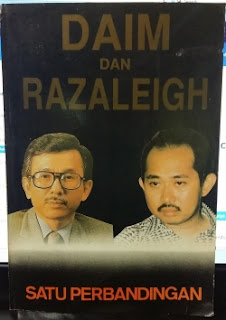 DAIM
DAN
RAZALEIGH
SATU PERBANDINGAN